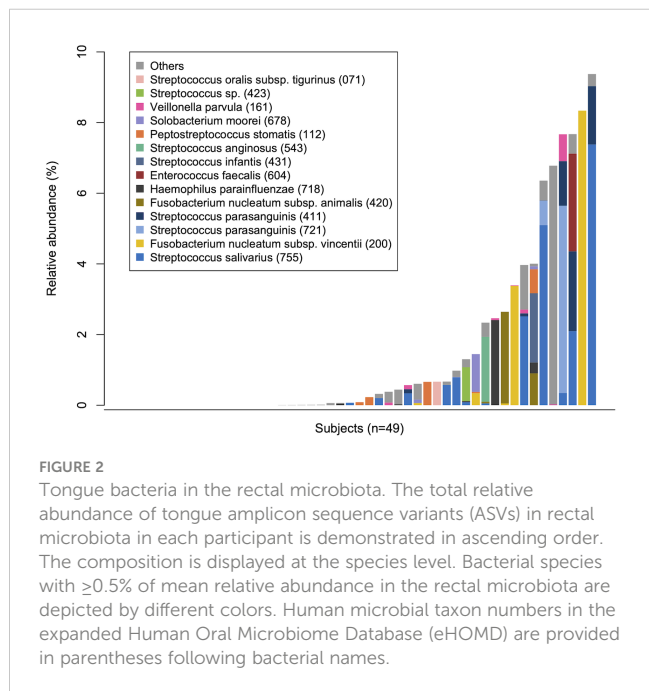 10
8
6
4
2
0
Relative abundance (%)
Others
Streptococcus oralis subsp. tigurinus (071)
Streptococcus sp. (423)
Veillonella parvula (161)
Solobacterium moorei (678)
Peptostreptococcus stomatis (112)
Streptococcus anginosus (543)
Streptococcus infantis (431)
Enterococcus faecalis (604)
Haemophilus parainfluenzae (718)
Fusobacterium nucleatum subsp. animalis (420)
Streptococcus parasanguinis (411)
Streptococcus parasanguinis (721)
Fusobacterium nucleatum subsp. vincentii (200)
Streptococcus salivarius (755)
Subjects (n=49)
FIGURE 2
Tongue bacteria in the rectal microbiota. The total relative
abundance of tongue amplicon sequence variants (ASVs) in rectal
microbiota in each participant is demonstrated in ascending order.
The composition is displayed at the species level. Bacterial species
with ≥0.5% of mean relative abundance in the rectal microbiota are
depicted by different colors. Human microbial taxon numbers in the
expanded Human Oral Microbiome Database (eHOMD) are provided
in parentheses following bacterial names.